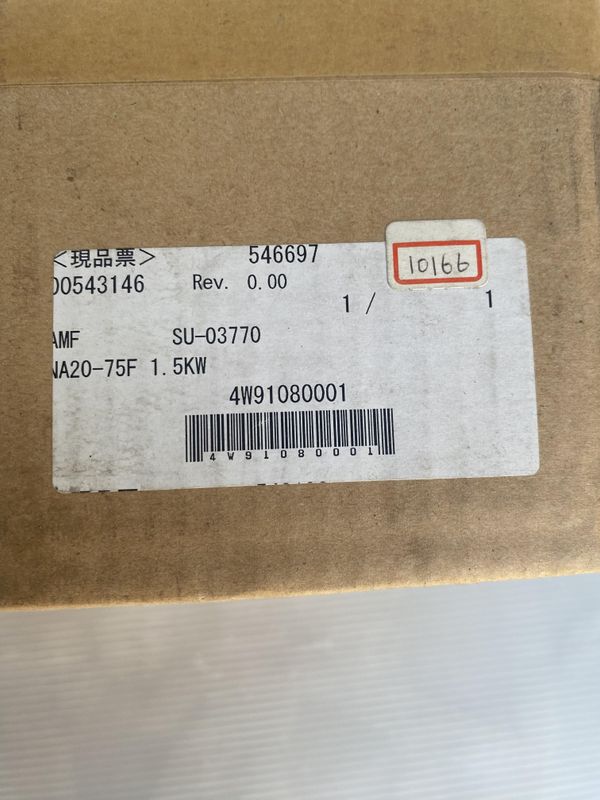 <現品票> 546697
00543146 Rev. 0.00
10166
1 / 1
AMF SU-03770
NA20-75F 1.5KW
4W91080001
4W91080001